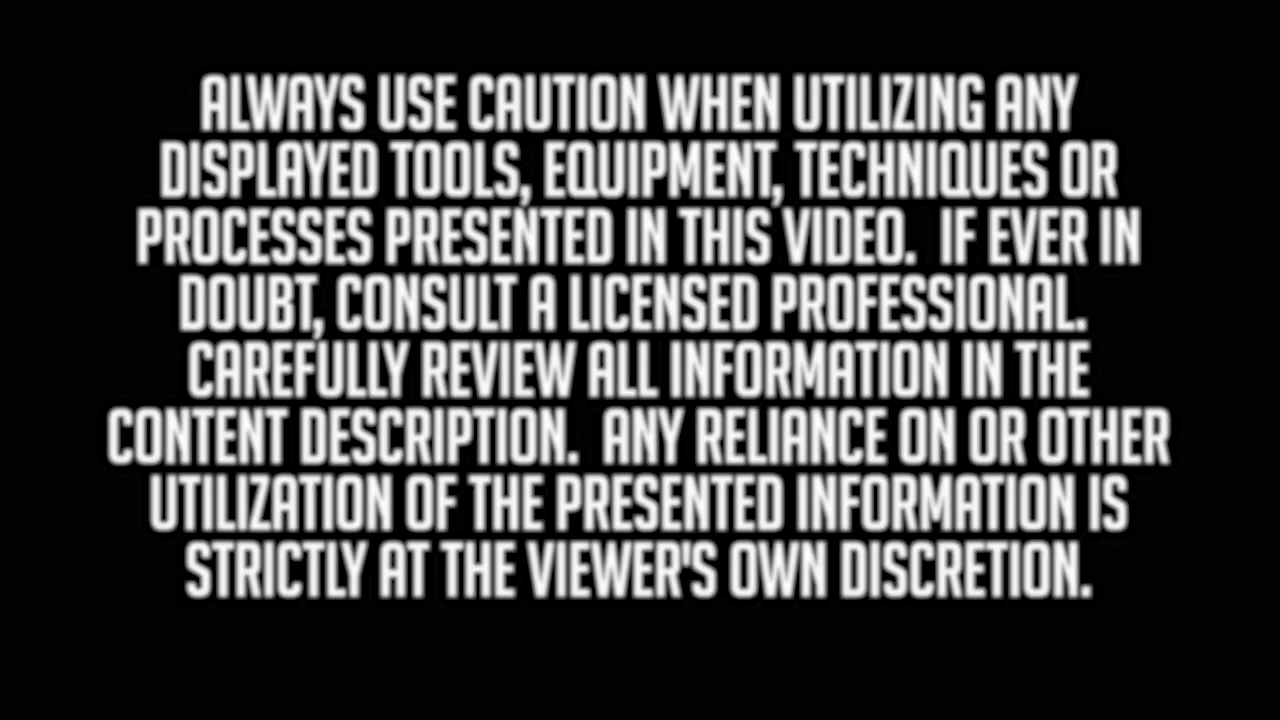 ALWAYS USE CAUTION WHEN UTILIZING ANY
DISPLAYED TOOLS, EQUIPMENT, TECHNIQUES OR
PROCESSES PRESENTED IN THIS VIDEO.  IF EVER IN
DOUBT, CONSULT A LICENSED PROFESSIONAL.
CAREFULLY REVIEW ALL INFORMATION IN THE
CONTENT DESCRIPTION.  ANY RELIANCE ON OR OTHER
UTILIZATION OF THE PRESENTED INFORMATION IS
STRICTLY AT THE VIEWER'S OWN DISCRETION.